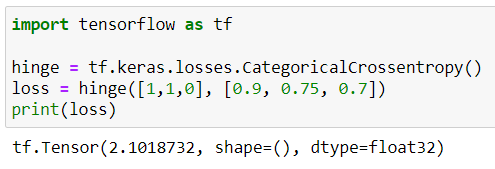 import tensorflow as tf
hinge = tf.keras.losses.CategoricalCrossentropy()
loss = hinge([1,1,0], [0.9, 0.75, 0.7])
print(loss)
tf.Tensor(2.1018732, shape=(), dtype=float32)